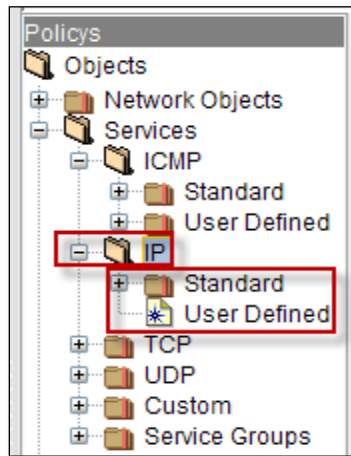 Policys
Objects
Network Objects
Services
ICMP
Standard
User Defined
IP
Standard
User Defined
TCP
UDP
Custom
Service Groups